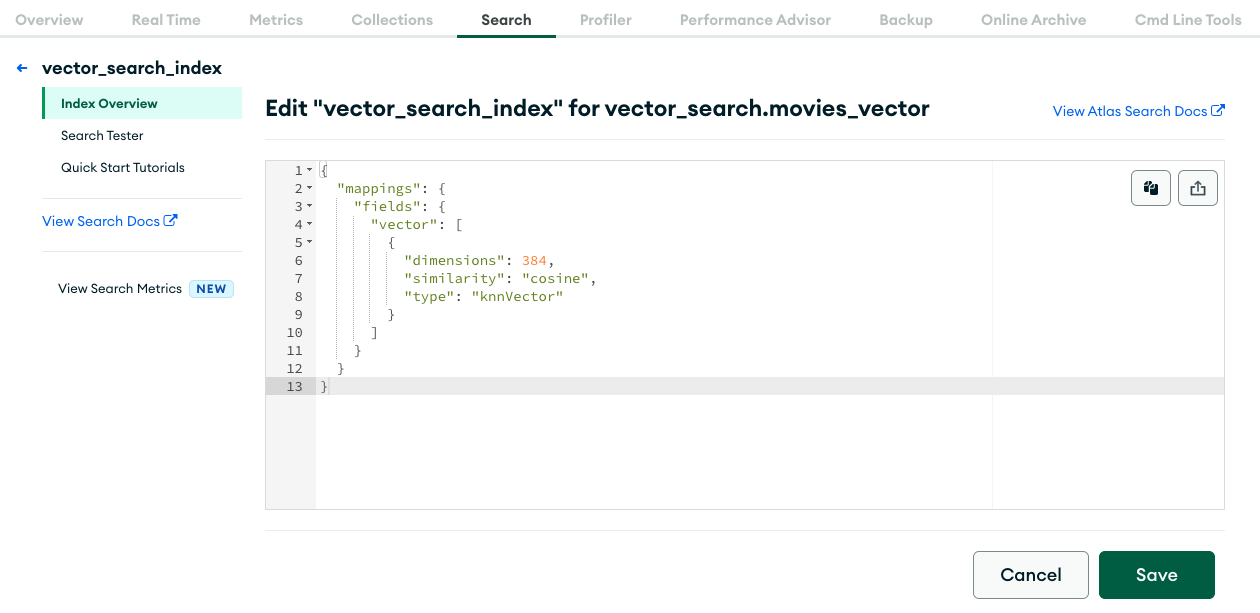 Overview Real Time Metrics Collections Search Profiler Performance Advisor Backup Online Archive Cmd Line Tools
vector_search_index
Index Overview
Search Tester
Quick Start Tutorials
View Search Docs
View Search Metrics NEW
Edit "vector_search_index" for vector_search.movies_vector
View Atlas Search Docs
1 {
2 "mappings": {
3 "fields": {
4 "vector": [
5 {
6 "dimensions": 384,
7 "similarity": "cosine",
8 "type": "knnVector"
9 }
10 ]
11 }
12 }
13 }
Cancel Save